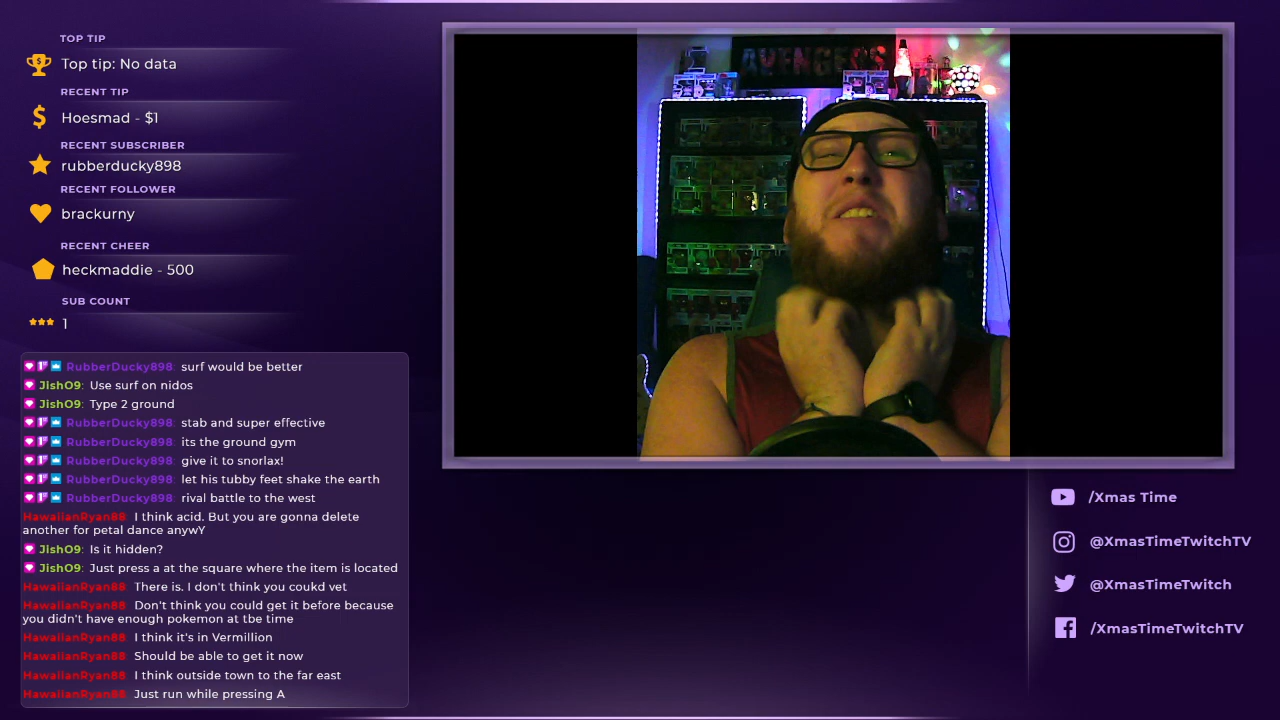 TOP TIP
Top tip: No data
RECENT TIP
Hoesmad - $1
RECENT SUBSCRIBER
rubberducky898
RECENT FOLLOWER
brackurny
RECENT CHEER
heckmaddie - 500
SUB COUNT
1
RubberDucky898: surf would be better
JishO9: Use surf on nidos
JishO9: Type 2 ground
RubberDucky898: stab and super effective
RubberDucky898: its the ground gym
RubberDucky898: give it to snorlax!
RubberDucky898: let his tubby feet shake the earth
RubberDucky898: rival battle to the west
HawaiianRyan88: I think acid. But you are gonna delete
another for petal dance anywY
JishO9: Is it hidden?
JishO9: Just press a at the square where the item is located
HawaiianRyan88: There is. I don't think you coukd vet
HawaiianRyan88: Don't think you could get it before because
you didn't have enough pokemon at tbe time
HawaiianRyan88: I think it's in Vermillion
HawaiianRyan88: Should be able to get it now
HawaiianRyan88: I think outside town to the far east
HawaiianRyan88: Just run while pressing A
AVENGERS
/Xmas Time
@XmasTimeTwitchTV
@XmasTimeTwitch
/XmasTimeTwitchTV